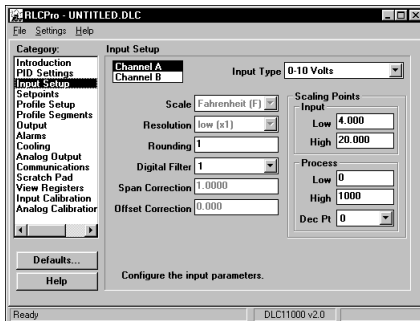 RLCPro - UNTITLED.DLC
File Settings Help
Category:
Introduction
PID Settings
Input Setup
Setpoints
Profile Setup
Profile Segments
Output
Alarms
Cooling
Analog Output
Communications
Scratch Pad
View Registers
Input Calibration
Analog Calibration
Defaults...
Help
Input Setup
Channel A
Channel B
Input Type 0-10 Volts
Scale Fahrenheit (F)
Resolution low (x1)
Rounding 1
Digital Filter 1
Span Correction 1.0000
Offset Correction 0.000
Scaling Points
Input
Low 4.000
High 20.000
Process
Low 0
High 1000
Dec Pt 0
Configure the input parameters.
Ready DLC11000 v2.0